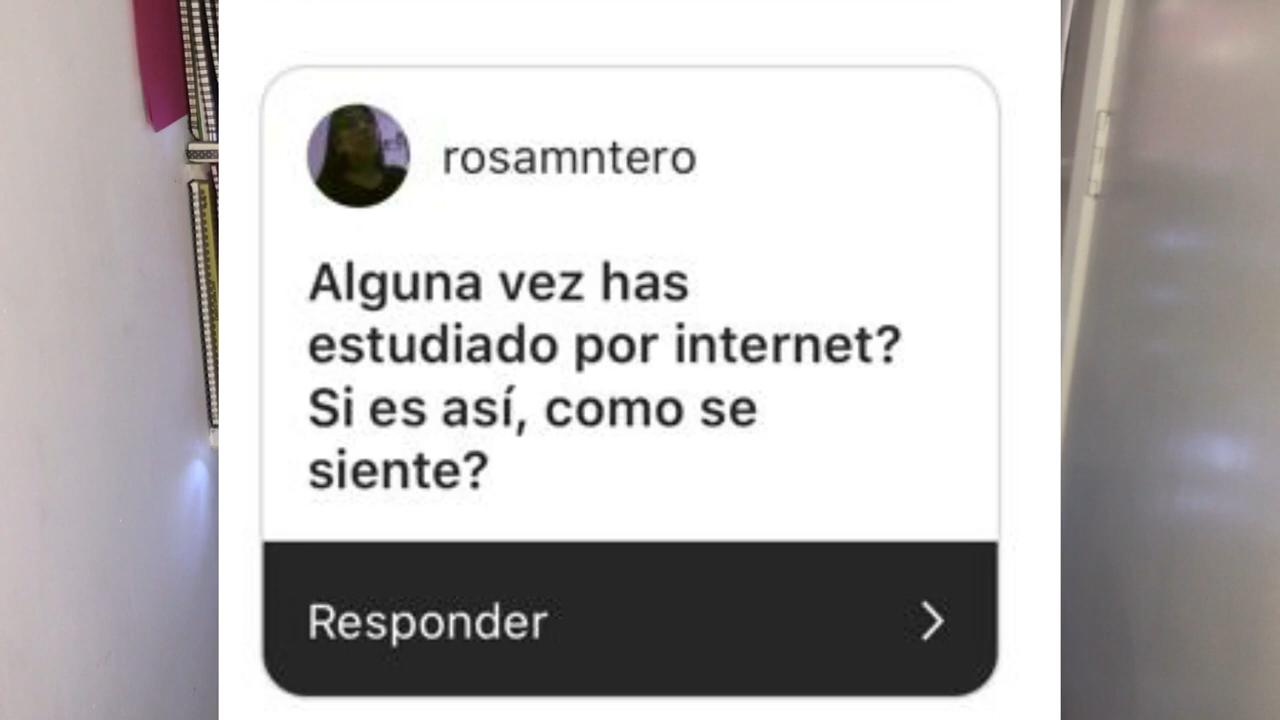 rosamntero
Alguna vez has
estudiado por internet?
Si es así, como se
siente?
Responder